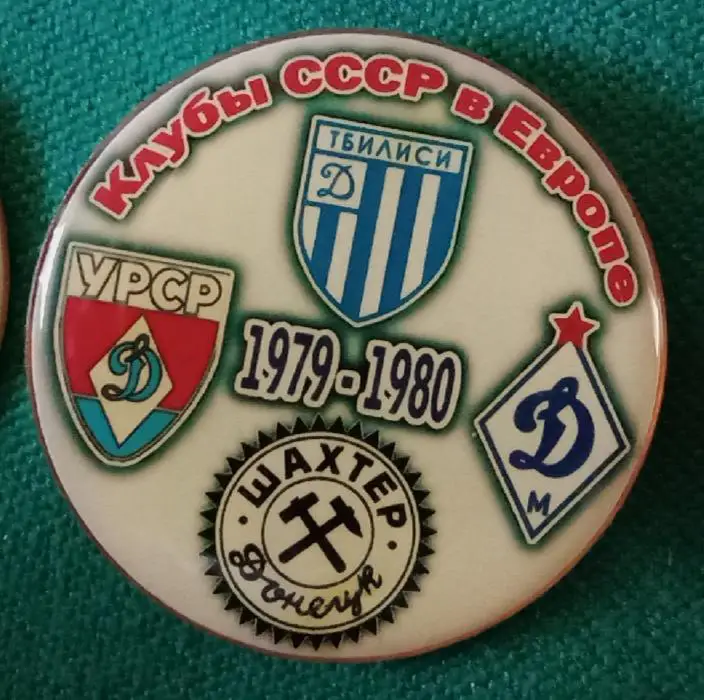 Клубы СССР в Европе
ТБИЛИСИ
Д
УРСР
Д
1979-1980
Д
М
ШАХТЕР
Донецк